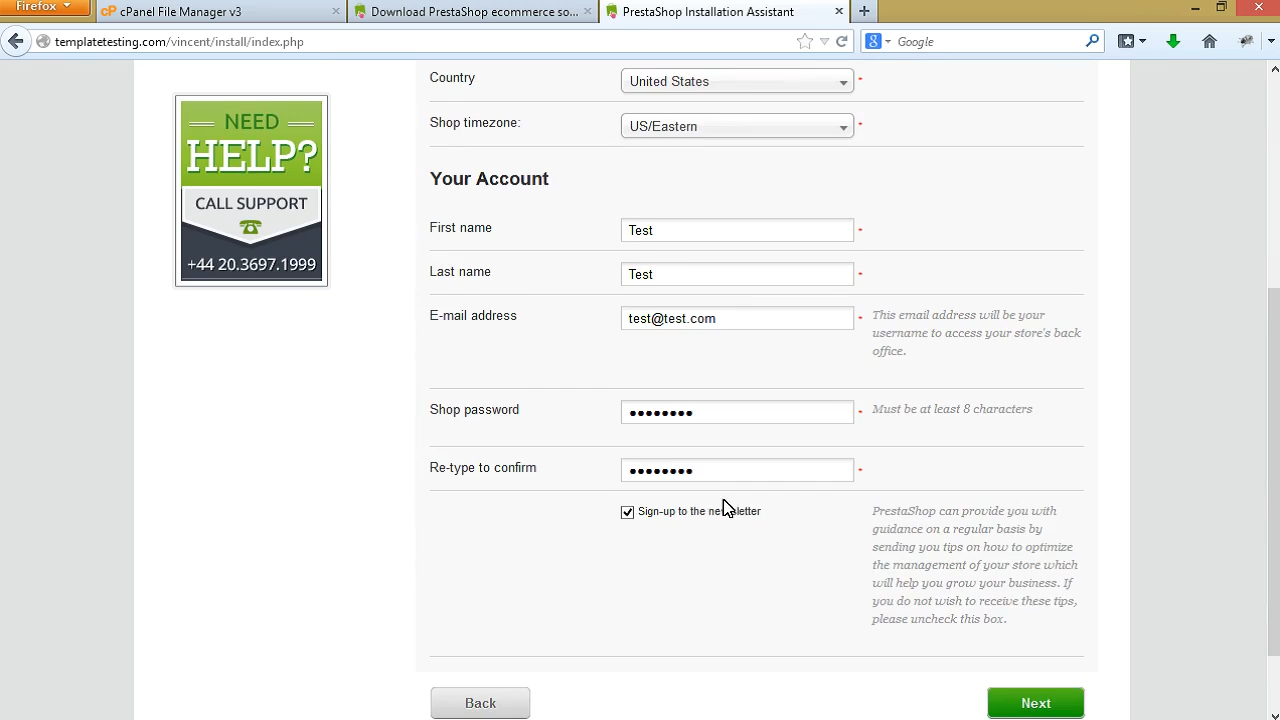 Firefox
cPanel File Manager v3
Download PrestaShop ecommerce so...
PrestaShop Installation Assistant
templatetesting.com/vincent/install/index.php
Google
Country
United States
Shop timezone:
US/Eastern
NEED
HELP?
CALL SUPPORT
+44 20.3697.1999
Your Account
First name
Test
Last name
Test
E-mail address
test@test.com
This email address will be your
username to access your store's back
office.
Shop password
••••••••
Must be at least 8 characters
Re-type to confirm
••••••••
Sign-up to the newsletter
PrestaShop can provide you with
guidance on a regular basis by
sending you tips on how to optimize
the management of your store which
will help you grow your business. If
you do not wish to receive these tips,
please uncheck this box.
Back
Next